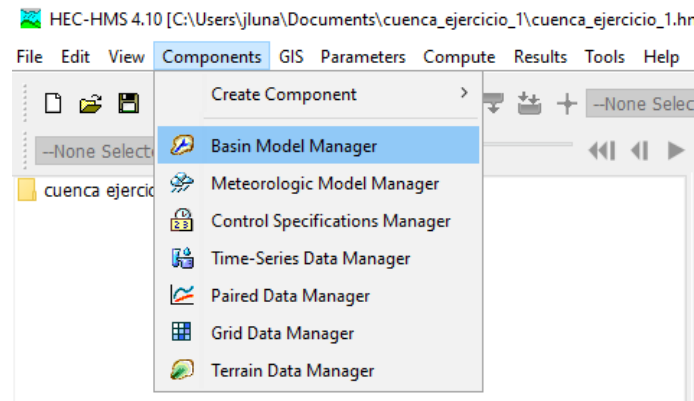 HEC-HMS 4.10 [C:\Users\jluna\Documents\cuenca_ejercicio_1\cuenca_ejercicio_1.hm
File Edit View Components GIS Parameters Compute Results Tools Help
Create Component >
--None Selec
--None Selecte
Basin Model Manager
cuenca ejercic
Meteorologic Model Manager
Control Specifications Manager
Time-Series Data Manager
Paired Data Manager
Grid Data Manager
Terrain Data Manager